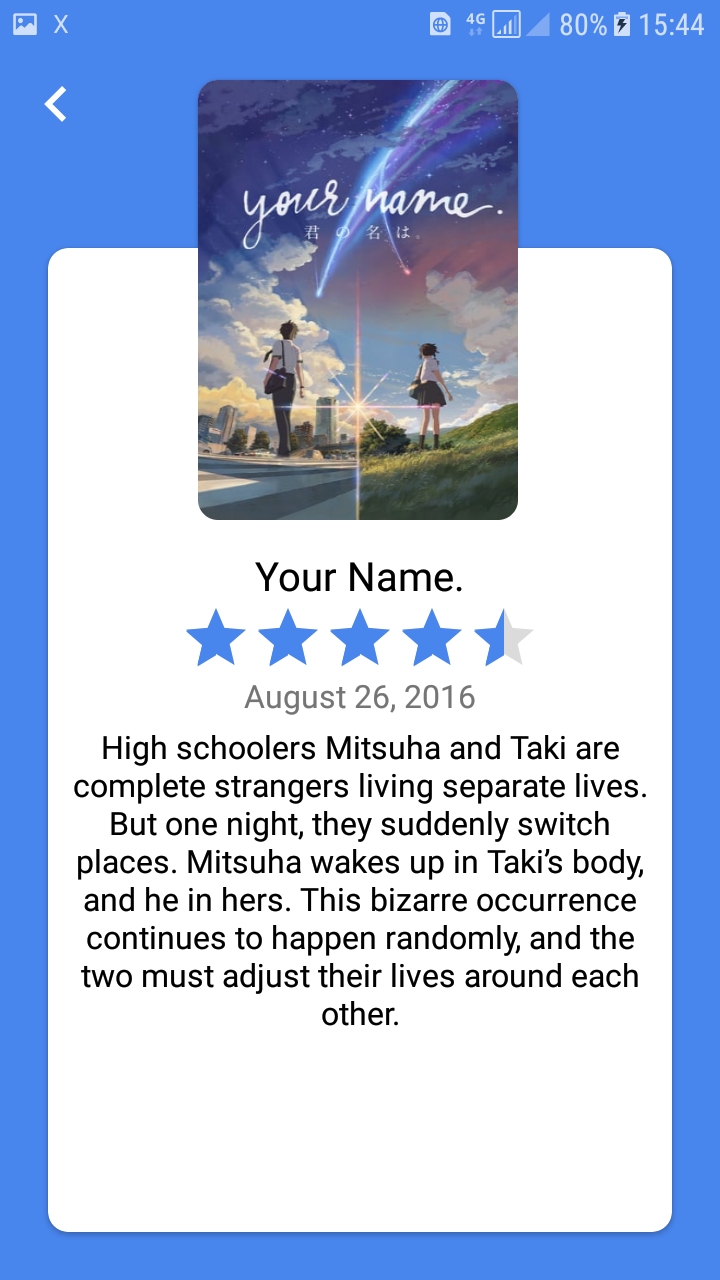 X 4G 80% 15:44
your name.
君の名は。
Your Name.
August 26, 2016
High schoolers Mitsuha and Taki are
complete strangers living separate lives.
But one night, they suddenly switch
places. Mitsuha wakes up in Taki’s body,
and he in hers. This bizarre occurrence
continues to happen randomly, and the
two must adjust their lives around each
other.